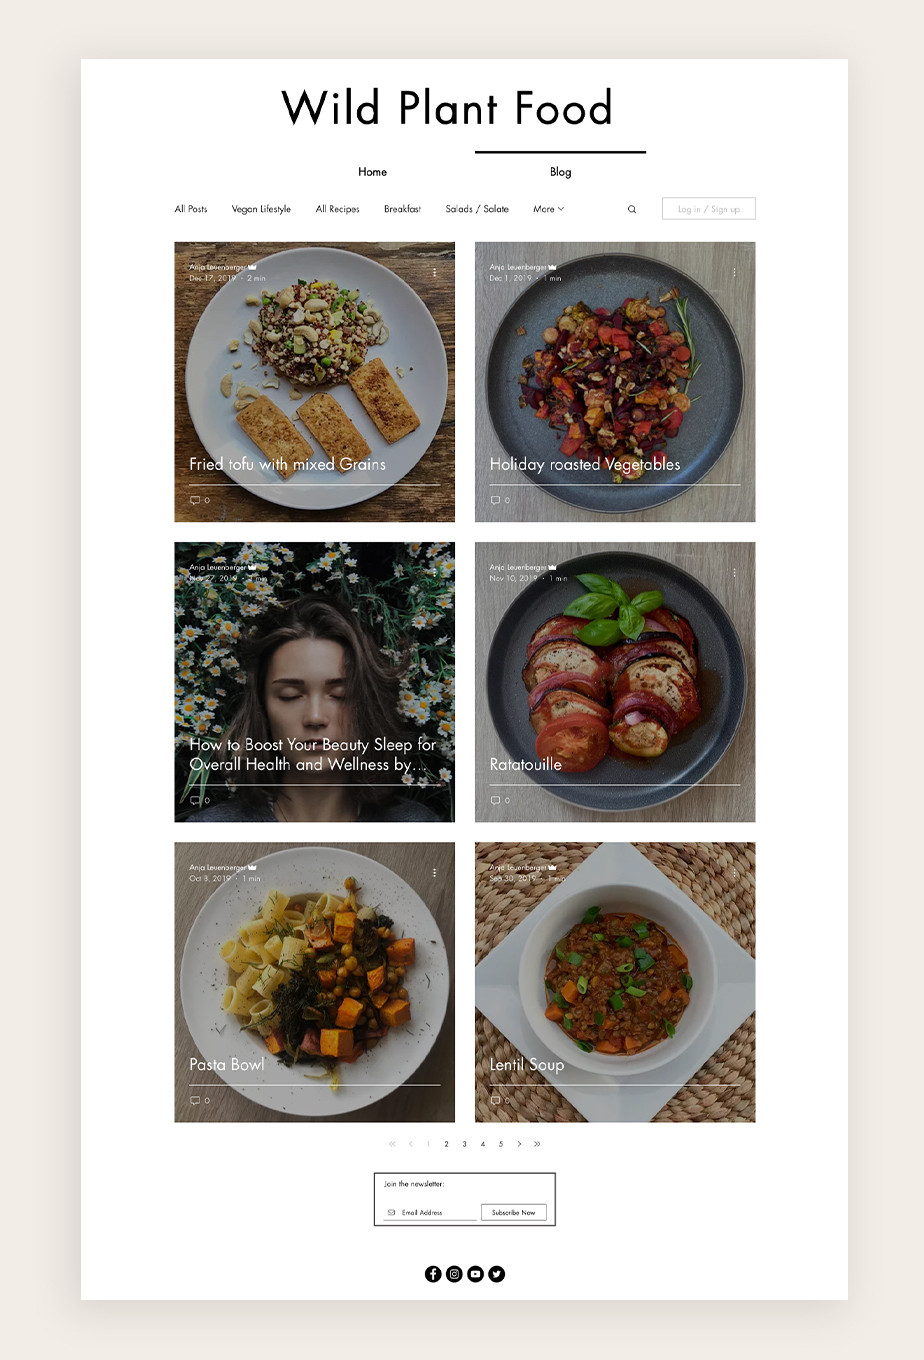 Wild Plant Food
Home
Blog
All Posts
Vegan Lifestyle
All Recipes
Breakfast
Salads / Salate
More
Log in / Sign up
Anja Leuenberger
Dec 17, 2019 · 2 min
Fried tofu with mixed Grains
0
Anja Leuenberger
Dec 1, 2019 · 1 min
Holiday roasted Vegetables
0
Anja Leuenberger
Nov 27, 2019 · min
How to Boost Your Beauty Sleep for
Overall Health and Wellness by...
0
Anja Leuenberger
Nov 10, 2019 · 1 min
Ratatouille
0
Anja Leuenberger
Oct 8, 2019 · 1 min
Pasta Bowl
0
Anja Leuenberger
Sep 30, 2019 · 1 min
Lentil Soup
0
1 2 3 4 5
Join the newsletter:
Email Address
Subscribe Now